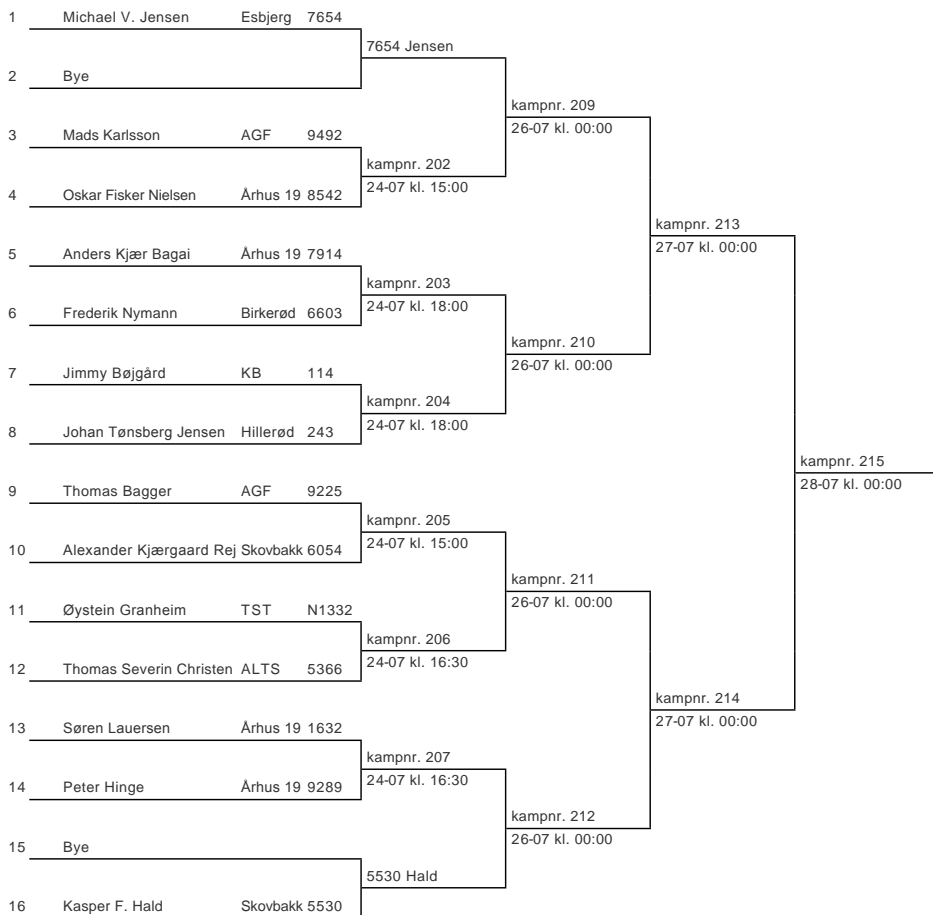 1 Michael V. Jensen Esbjerg 7654
7654 Jensen
2 Bye
kampnr. 209
26-07 kl. 00:00
3 Mads Karlsson AGF 9492
kampnr. 202
24-07 kl. 15:00
4 Oskar Fisker Nielsen Århus 19 8542
kampnr. 213
27-07 kl. 00:00
5 Anders Kjær Bagai Århus 19 7914
kampnr. 203
24-07 kl. 18:00
6 Frederik Nymann Birkerød 6603
kampnr. 210
26-07 kl. 00:00
7 Jimmy Bøjgård KB 114
kampnr. 204
24-07 kl. 18:00
8 Johan Tønsberg Jensen Hillerød 243
kampnr. 215
28-07 kl. 00:00
9 Thomas Bagger AGF 9225
kampnr. 205
24-07 kl. 15:00
10 Alexander Kjærgaard Rej Skovbakk 6054
kampnr. 211
26-07 kl. 00:00
11 Øystein Granheim TST N1332
kampnr. 206
24-07 kl. 16:30
12 Thomas Severin Christen ALTS 5366
kampnr. 214
27-07 kl. 00:00
13 Søren Lauersen Århus 19 1632
kampnr. 207
24-07 kl. 16:30
14 Peter Hinge Århus 19 9289
kampnr. 212
26-07 kl. 00:00
15 Bye
5530 Hald
16 Kasper F. Hald Skovbakk 5530